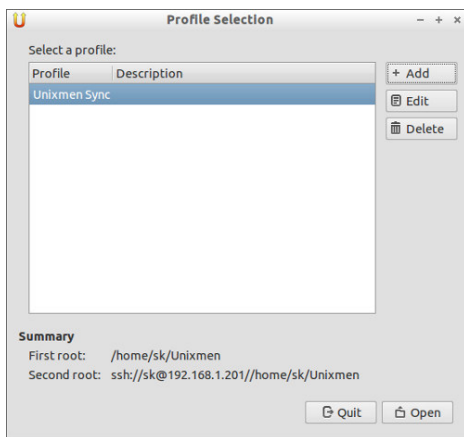 Profile Selection
Select a profile:
Profile Description
Unixmen Sync
+ Add
Edit
Delete
Summary
First root: /home/sk/Unixmen
Second root: ssh://sk@192.168.1.201//home/sk/Unixmen
Quit
Open